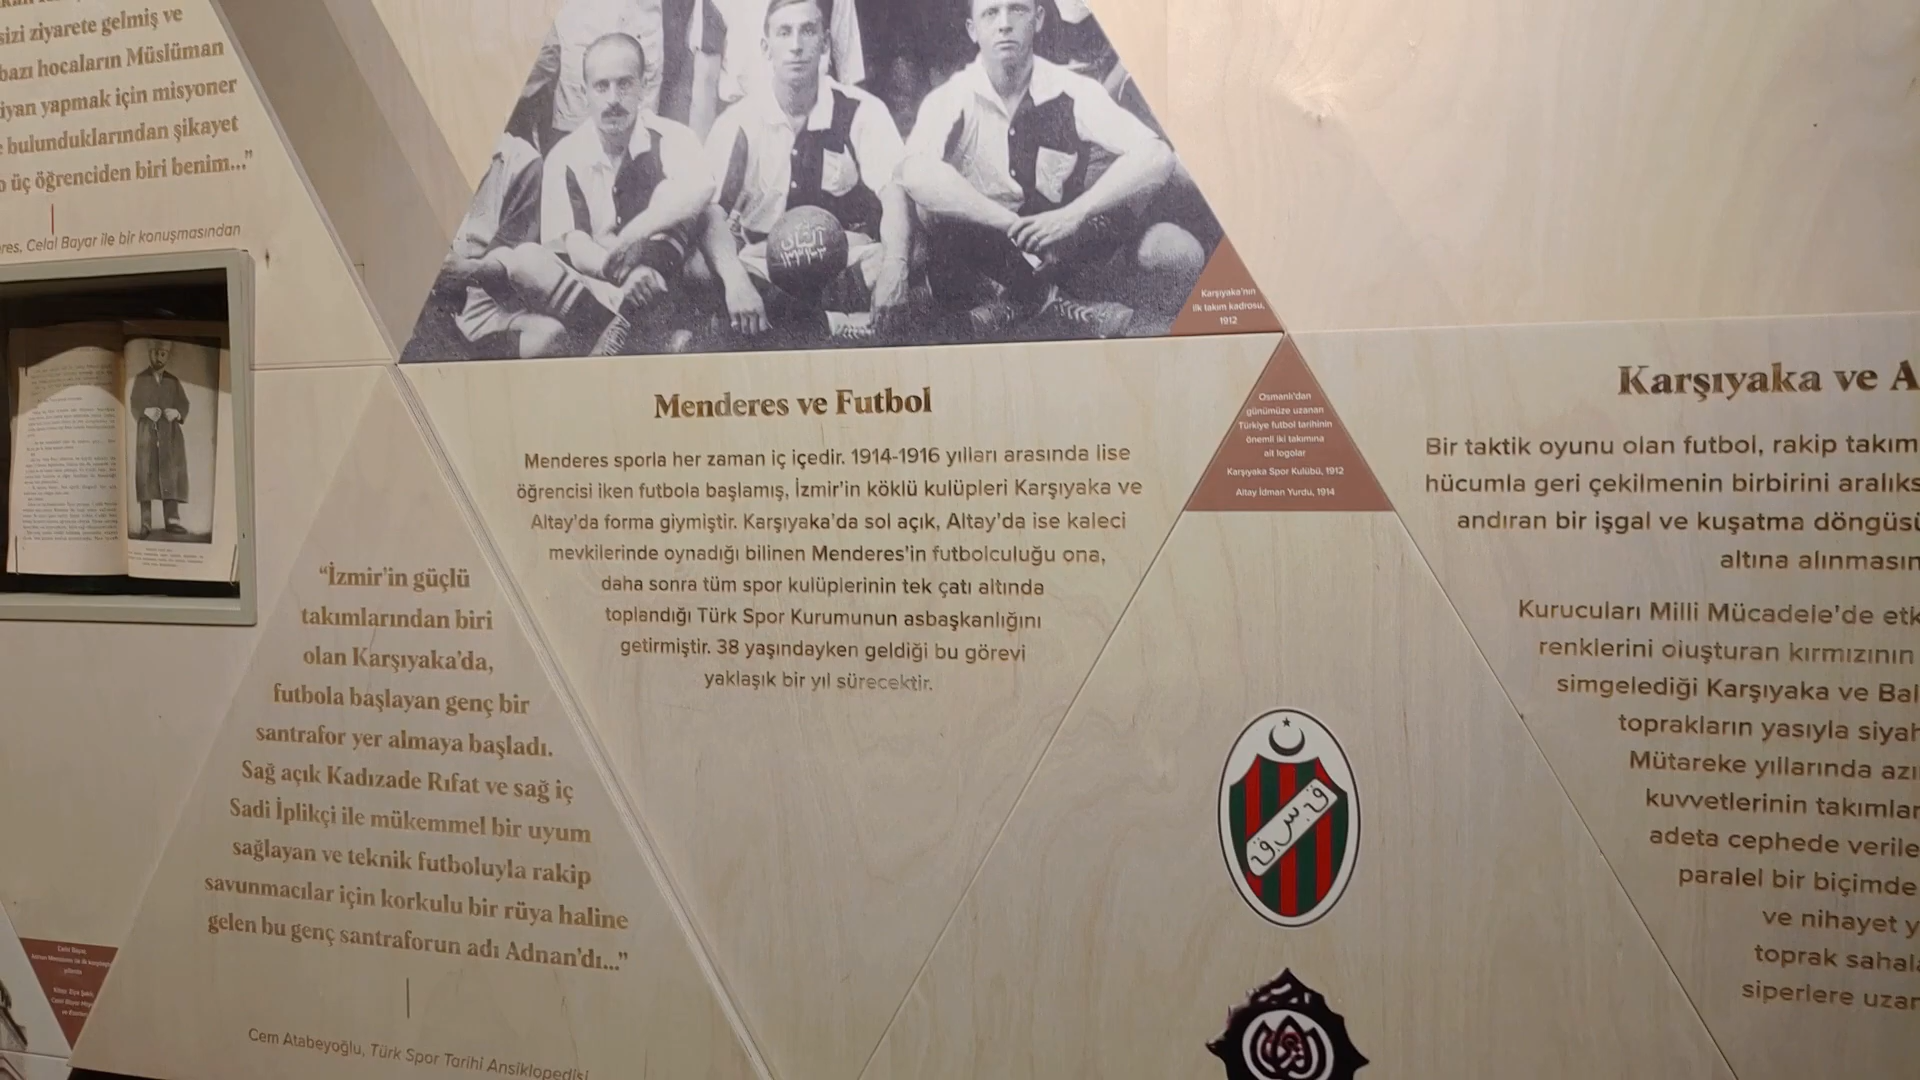 sizi ziyarete gelmiş ve
bazı hocaların Müslüman
yapmak için misyoner
bulunduklarından şikayet
üç öğrenciden biri benim...”
Celal Bayar ile bir konuşmasından
آلتای
١٣٣٢
Karşıyaka'nın
ilk takım kadrosu,
1912
“İzmir'in güçlü
takımlarından biri
olan Karşıyaka'da,
futbola başlayan genç bir
santrafor yer almaya başladı.
Sağ açık Kadızade Rıfat ve sağ iç
Sadi İplikçi ile mükemmel bir uyum
sağlayan ve teknik futboluyla rakip
savunmacılar için korkulu bir rüya haline
gelen bu genç santraforun adı Adnan'dı...”
Cem Atabeyoğlu, Türk Spor Tarihi Ansiklopedisi
Menderes ve Futbol
Menderes sporla her zaman iç içedir. 1914-1916 yılları arasında lise
öğrencisi iken futbola başlamış, İzmir'in köklü kulüpleri Karşıyaka ve
Altay'da forma giymiştir. Karşıyaka'da sol açık, Altay'da ise kaleci
mevkilerinde oynadığı bilinen Menderes'in futbolculuğu ona,
daha sonra tüm spor kulüplerinin tek çatı altında
toplandığı Türk Spor Kurumunun asbaşkanlığını
getirmiştir. 38 yaşındayken geldiği bu görevi
yaklaşık bir yıl sürecektir.
Osmanlı'dan
günümüze uzanan
Türkiye futbol tarihinin
önemli iki takımına
ait logolar
Karşıyaka Spor Kulübü, 1912
Altay İdman Yurdu, 1914
ق.س.ق
Karşıyaka ve A
Bir taktik oyunu olan futbol, rakip takım
hücumla geri çekilmenin birbirini aralıks
andıran bir işgal ve kuşatma döngüsü
altına alınmasın
Kurucuları Milli Mücadele'de etk
renklerini oluşturan kırmızının
simgelediği Karşıyaka ve Bal
toprakların yasıyla siyah
Mütareke yıllarında azı
kuvvetlerinin takımlar
adeta cephede verile
paralel bir biçimde
ve nihayet y
toprak sahala
siperlere uzan